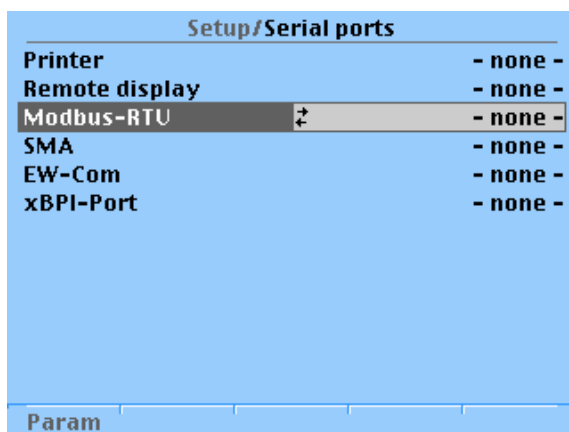 Setup/Serial ports
Printer - none -
Remote display - none -
Modbus-RTU - none -
SMA - none -
EW-Com - none -
xBPI-Port - none -
Param